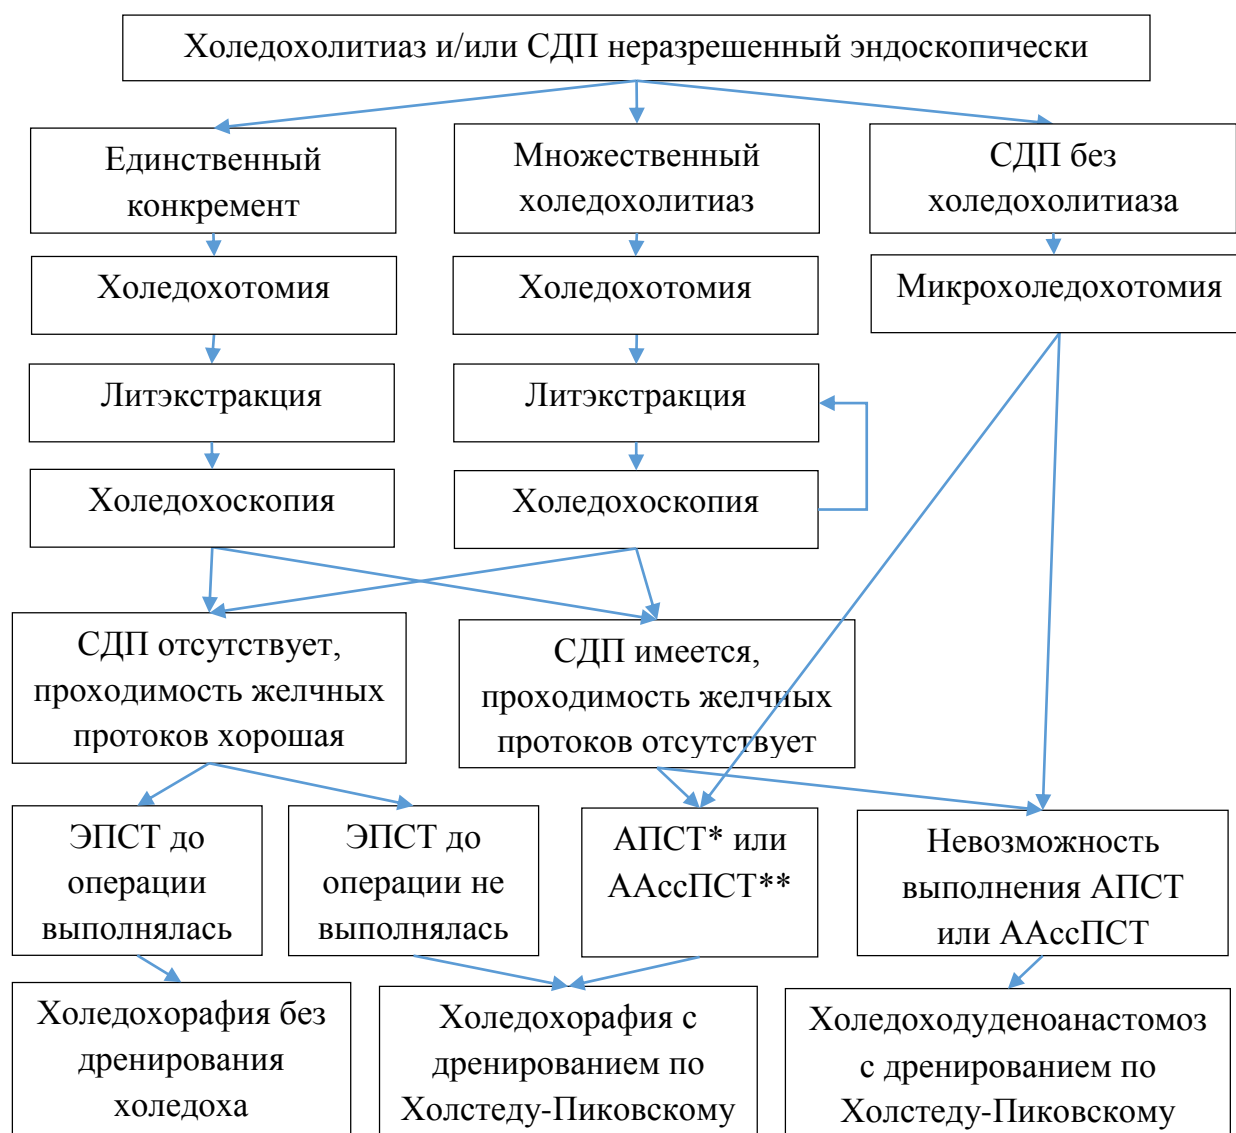 Холедохолитиаз и/или СДП неразрешенный эндоскопически
Единственный
конкремент
Множественный
холедохолитиаз
СДП без
холедохолитиаза
Холедохотомия
Холедохотомия
Микрохоледохотомия
Литэкстракция
Литэкстракция
Холедохоскопия
Холедохоскопия
СДП отсутствует,
проходимость желчных
протоков хорошая
СДП имеется,
проходимость желчных
протоков отсутствует
ЭПСТ до
операции
выполнялась
ЭПСТ до
операции не
выполнялась
АПСТ* или
ААссПСТ**
Невозможность
выполнения АПСТ
или ААссПСТ
Холедохорафия без
дренирования
холедоха
Холедохорафия с
дренированием по
Холстеду-Пиковскому
Холедоходуденоанастомоз
с дренированием по
Холстеду-Пиковскому